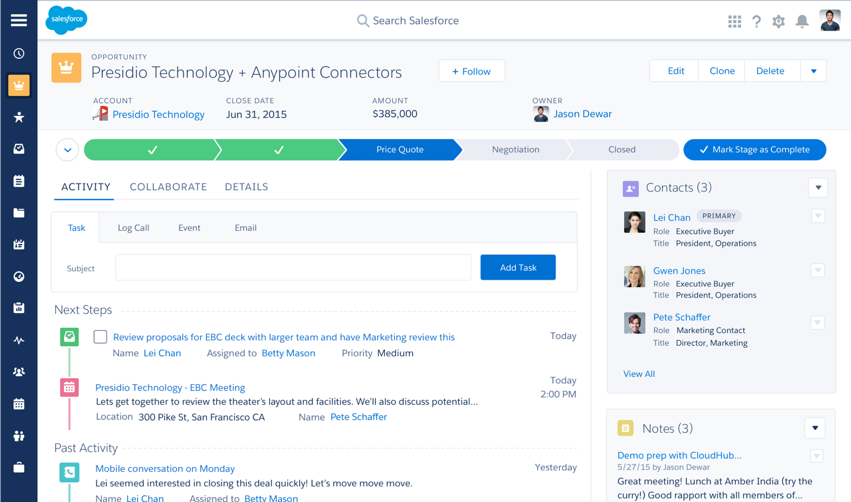 salesforce
Search Salesforce
?
OPPORTUNITY
Presidio Technology + Anypoint Connectors
+ Follow
Edit Clone Delete
ACCOUNT CLOSE DATE AMOUNT OWNER
Presidio Technology Jun 31, 2015 $385,000 Jason Dewar
Price Quote Negotiation Closed Mark Stage as Complete
ACTIVITY COLLABORATE DETAILS
Task Log Call Event Email
Subject Add Task
Next Steps
Review proposals for EBC deck with larger team and have Marketing review this Today
Name Lei Chan Assigned to Betty Mason Priority Medium
Presidio Technology - EBC Meeting Today
Lets get together to review the theater's layout and facilities. We'll also discuss potential... 2:00 PM
Location 300 Pike St, San Francisco CA Name Pete Schaffer
Past Activity
Mobile conversation on Monday Yesterday
Lei seemed interested in closing this deal quickly! Let's move move move.
Name Lei Chan Assigned to Betty Mason
Contacts (3)
Lei Chan PRIMARY
Role Executive Buyer
Title President, Operations
Gwen Jones
Role Executive Buyer
Title President, Operations
Pete Schaffer
Role Marketing Contact
Title Director, Marketing
View All
Notes (3)
Demo prep with CloudHub...
5/27/15 by Jason Dewar
Great meeting! Lunch at Amber India (try the
curry!) Good rapport with all members of...